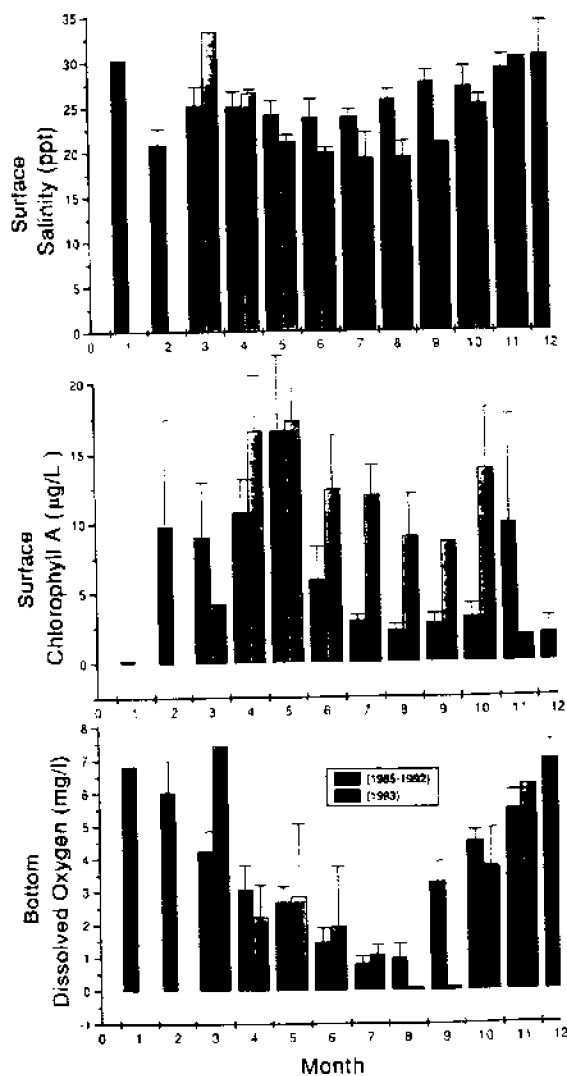 Surface
Salinity (ppt)
35
30
25
20
15
10
5
0
0 1 2 3 4 5 6 7 8 9 10 11 12
Surface
Chlorophyll A (µg/L)
20
15
10
5
0
0 1 2 3 4 5 6 7 8 9 10 11 12
Bottom
Dissolved Oxygen (mg/l)
8
7
6
5
4
3
2
1
0
-1
(1985-1992)
(1993)
0 1 2 3 4 5 6 7 8 9 10 11 12
Month